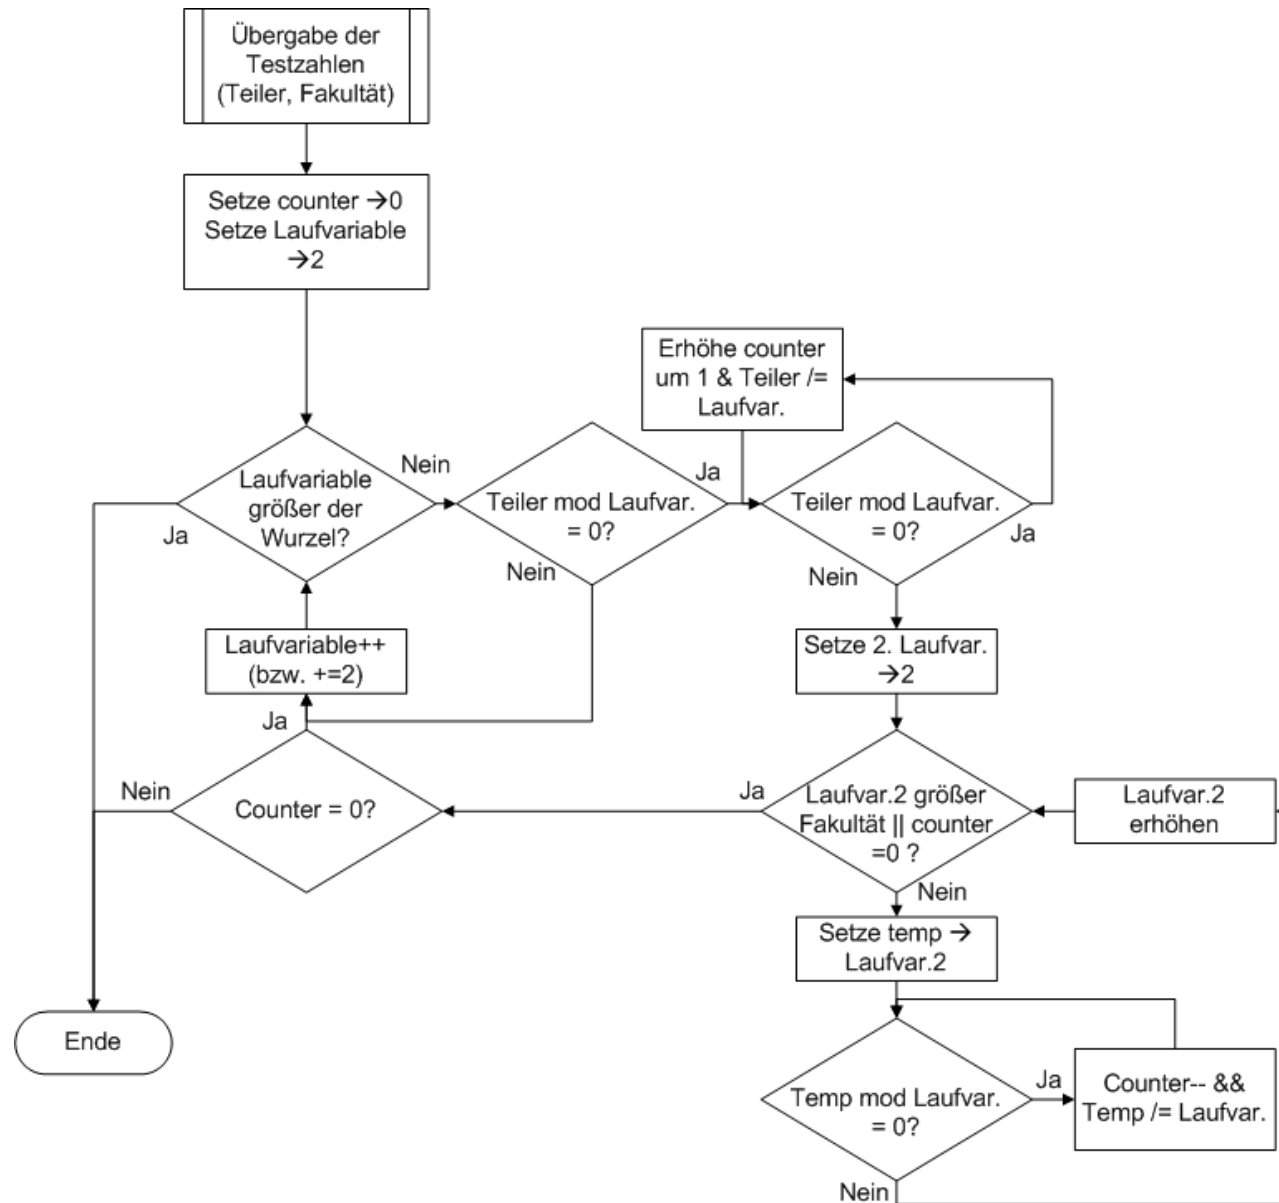 Übergabe der
Testzahlen
(Teiler, Fakultät)
Setze counter →0
Setze Laufvariable
→2
Erhöhe counter
um 1 & Teiler /=
Laufvar.
Laufvariable
größer der
Wurzel?
Nein
Ja
Teiler mod Laufvar.
= 0?
Ja
Nein
Teiler mod Laufvar.
= 0?
Ja
Nein
Laufvariable++
(bzw. +=2)
Setze 2. Laufvar.
→2
Ja
Nein
Counter = 0?
Ja
Laufvar.2 größer
Fakultät || counter
=0 ?
Laufvar.2
erhöhen
Nein
Setze temp →
Laufvar.2
Ende
Temp mod Laufvar.
= 0?
Ja
Counter-- &&
Temp /= Laufvar.
Nein